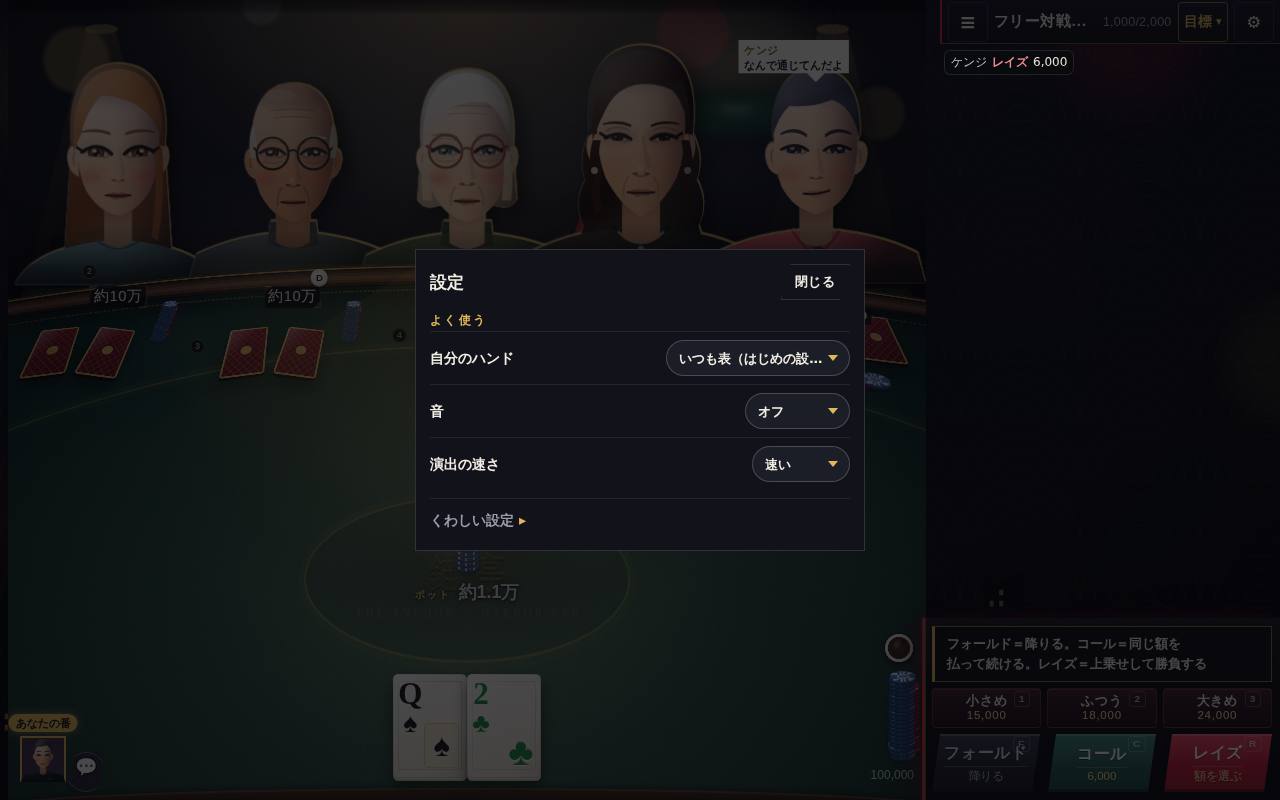 ケンジ
なんで通じてんだよ
☰ フリー対戦… 1,000/2,000 目標▾ ⚙
ケンジ レイズ 6,000
2
約10万
D
約10万
3
4
設定 閉じる
よく使う
自分のハンド いつも表（はじめの設…
音 オフ
演出の速さ 速い
くわしい設定 ▸
ポット 約1.1万
Q
2
あなたの番
100,000
フォールド＝降りる。コール＝同じ額を
払って続ける。レイズ＝上乗せして勝負する
小さめ 1
15,000
ふつう 2
18,000
大きめ 3
24,000
フォールド F
降りる
コール C
6,000
レイズ R
額を選ぶ